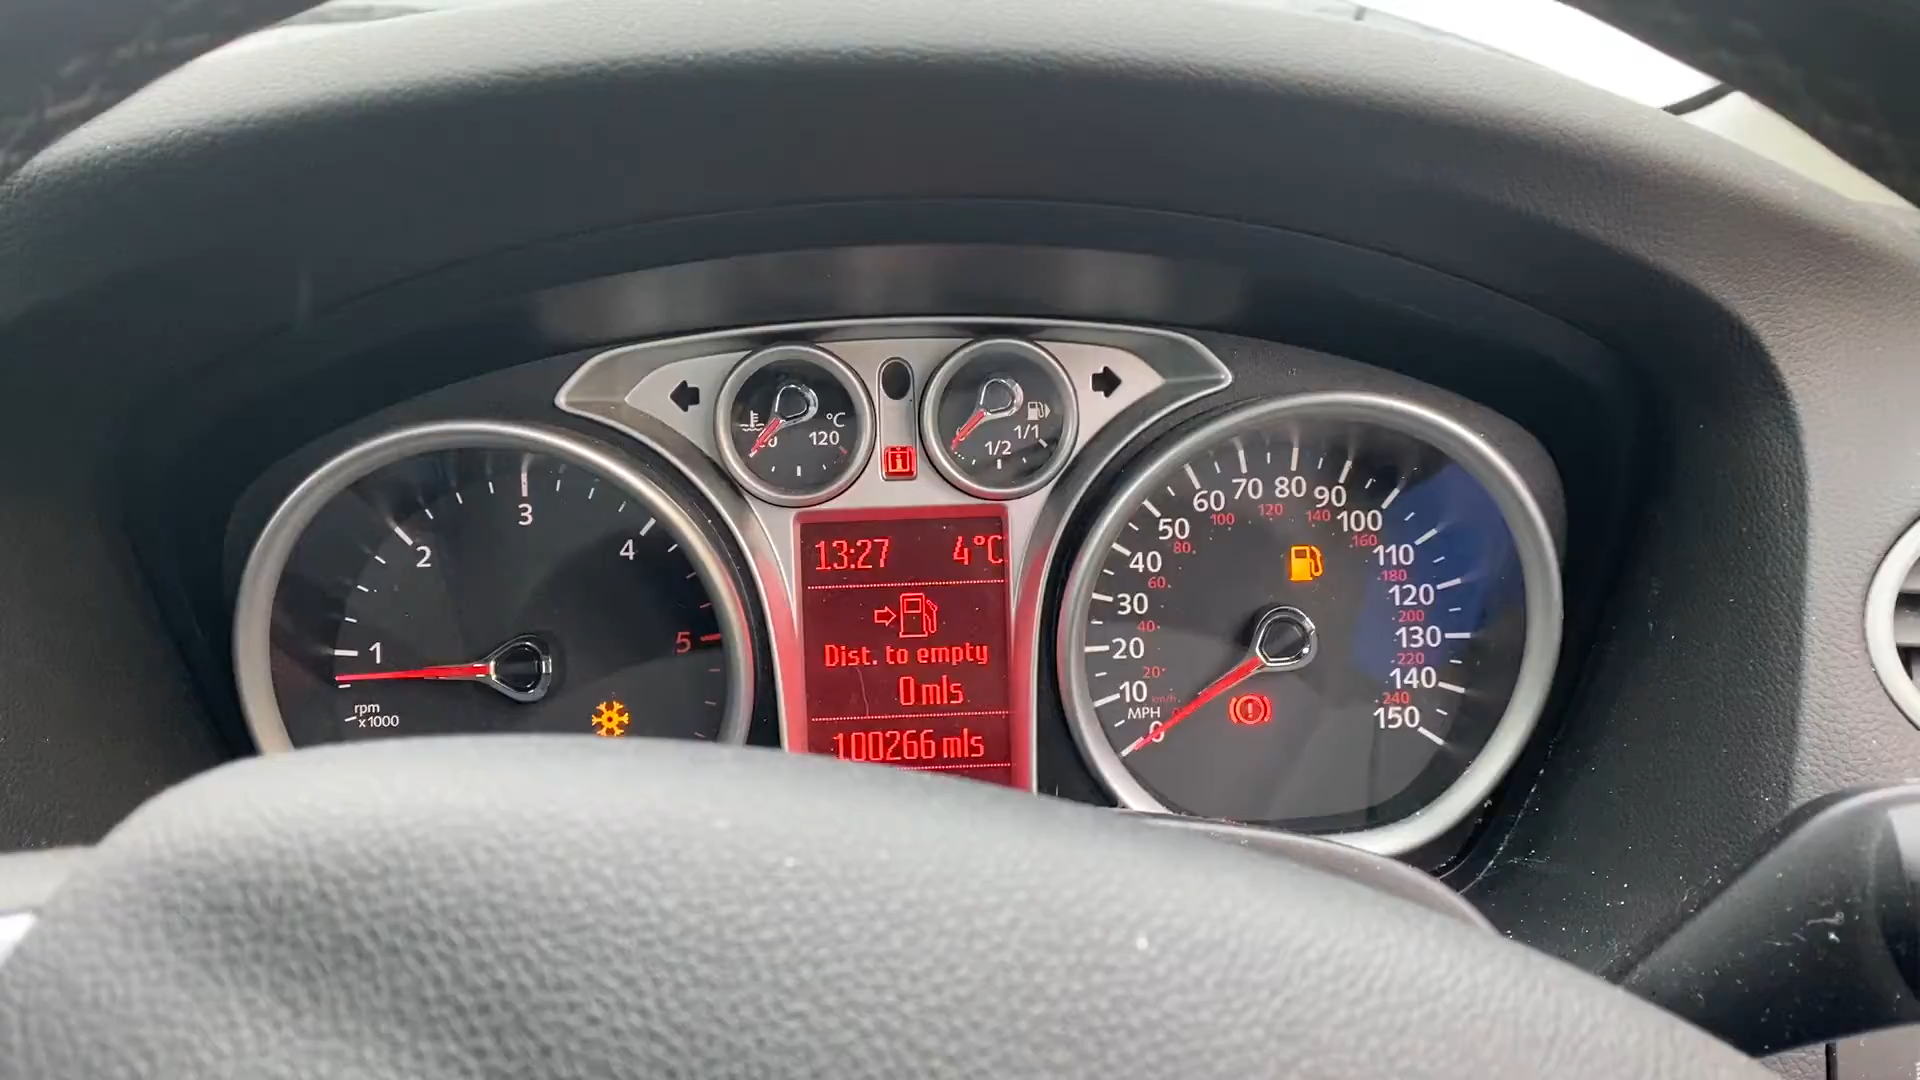 120 °C
1/2 1/1
1 2 3 4 5
rpm
x1000
13:27 4°C
Dist. to empty
0mls
100266 mls
0 10 20 30 40 50 60 70 80 90 100 110 120 130 140 150
MPH
km/h
20 40 60 80 100 120 140 160 180 200 220 240